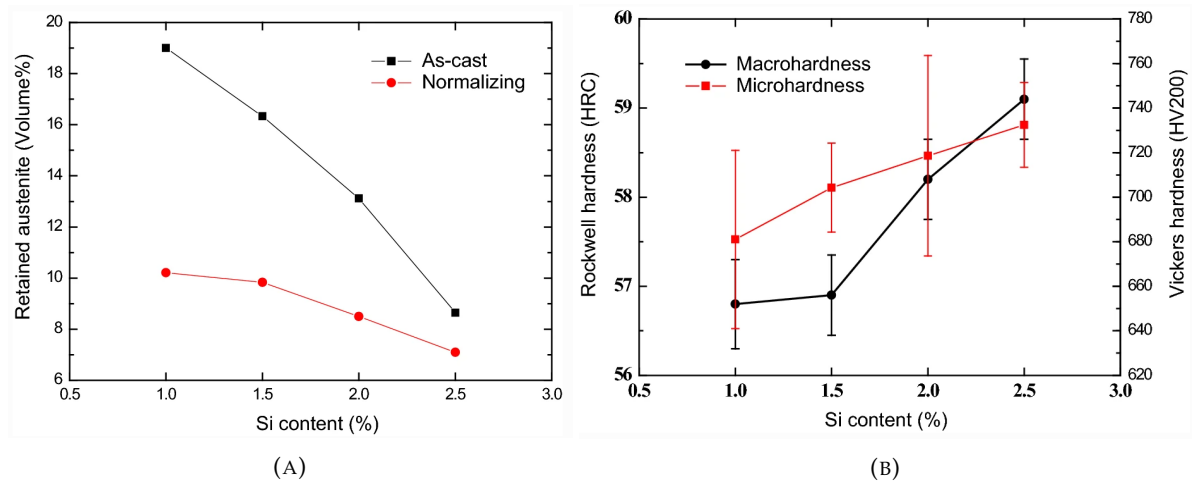 20
18
16
14
12
10
8
6
0.5 1.0 1.5 2.0 2.5 3.0
Retained austenite (Volume%)
Si content (%)
As-cast
Normalizing
(A)
60
59
58
57
56
0.5 1.0 1.5 2.0 2.5 3.0
Rockwell hardness (HRC)
Si content (%)
Macrohardness
Microhardness
780
760
740
720
700
680
660
640
620
Vickers hardness (HV200)
(B)